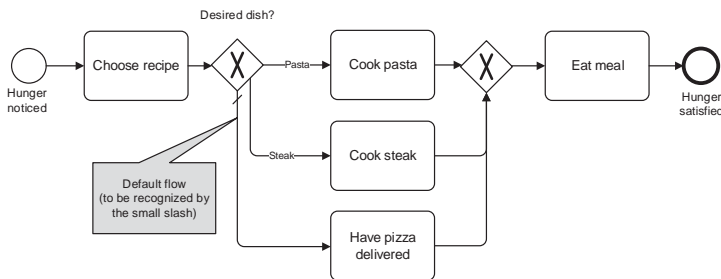 Desired dish?
Choose recipe
Pasta
Cook pasta
Eat meal
Hunger
noticed
Hunger
satisfied
Steak
Cook steak
Default flow
(to be recognized by
the small slash)
Have pizza
delivered